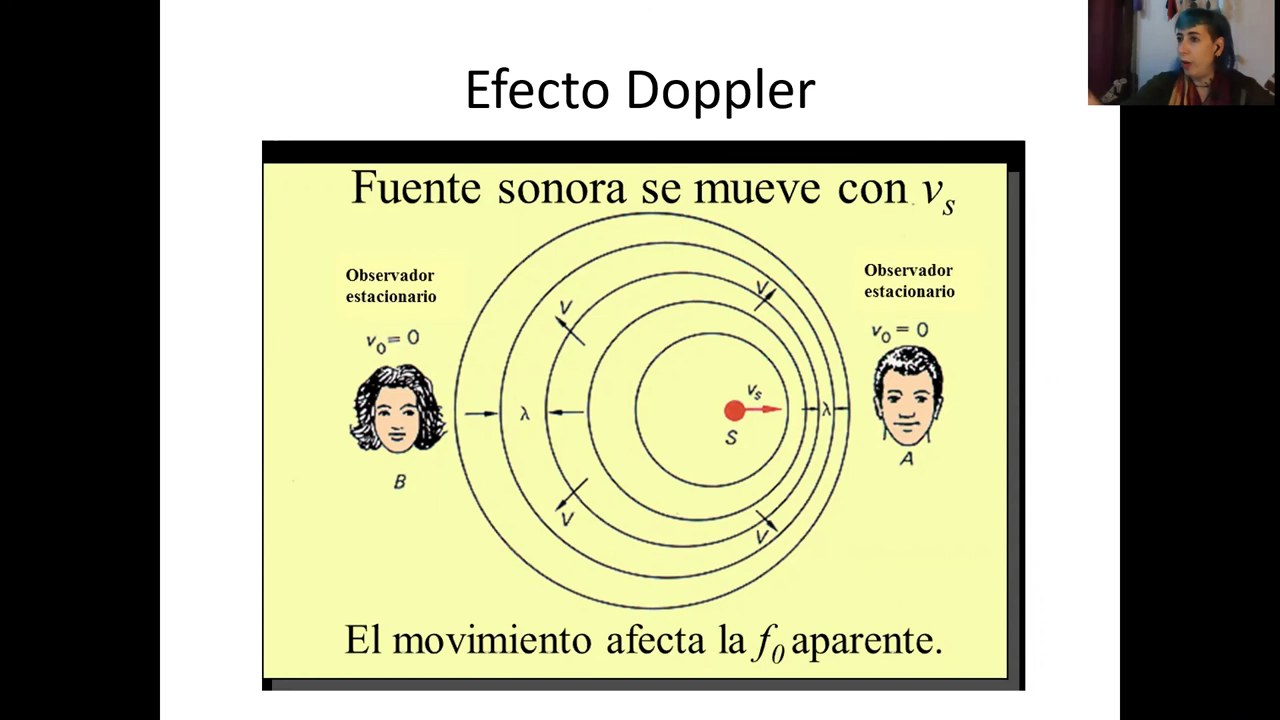 Efecto Doppler
Fuente sonora se mueve con v_s
Observador
estacionario
v_0 = 0
B
Observador
estacionario
v_0 = 0
A
V
V
V
V
λ
λ
v_s
S
El movimiento afecta la f_0 aparente.